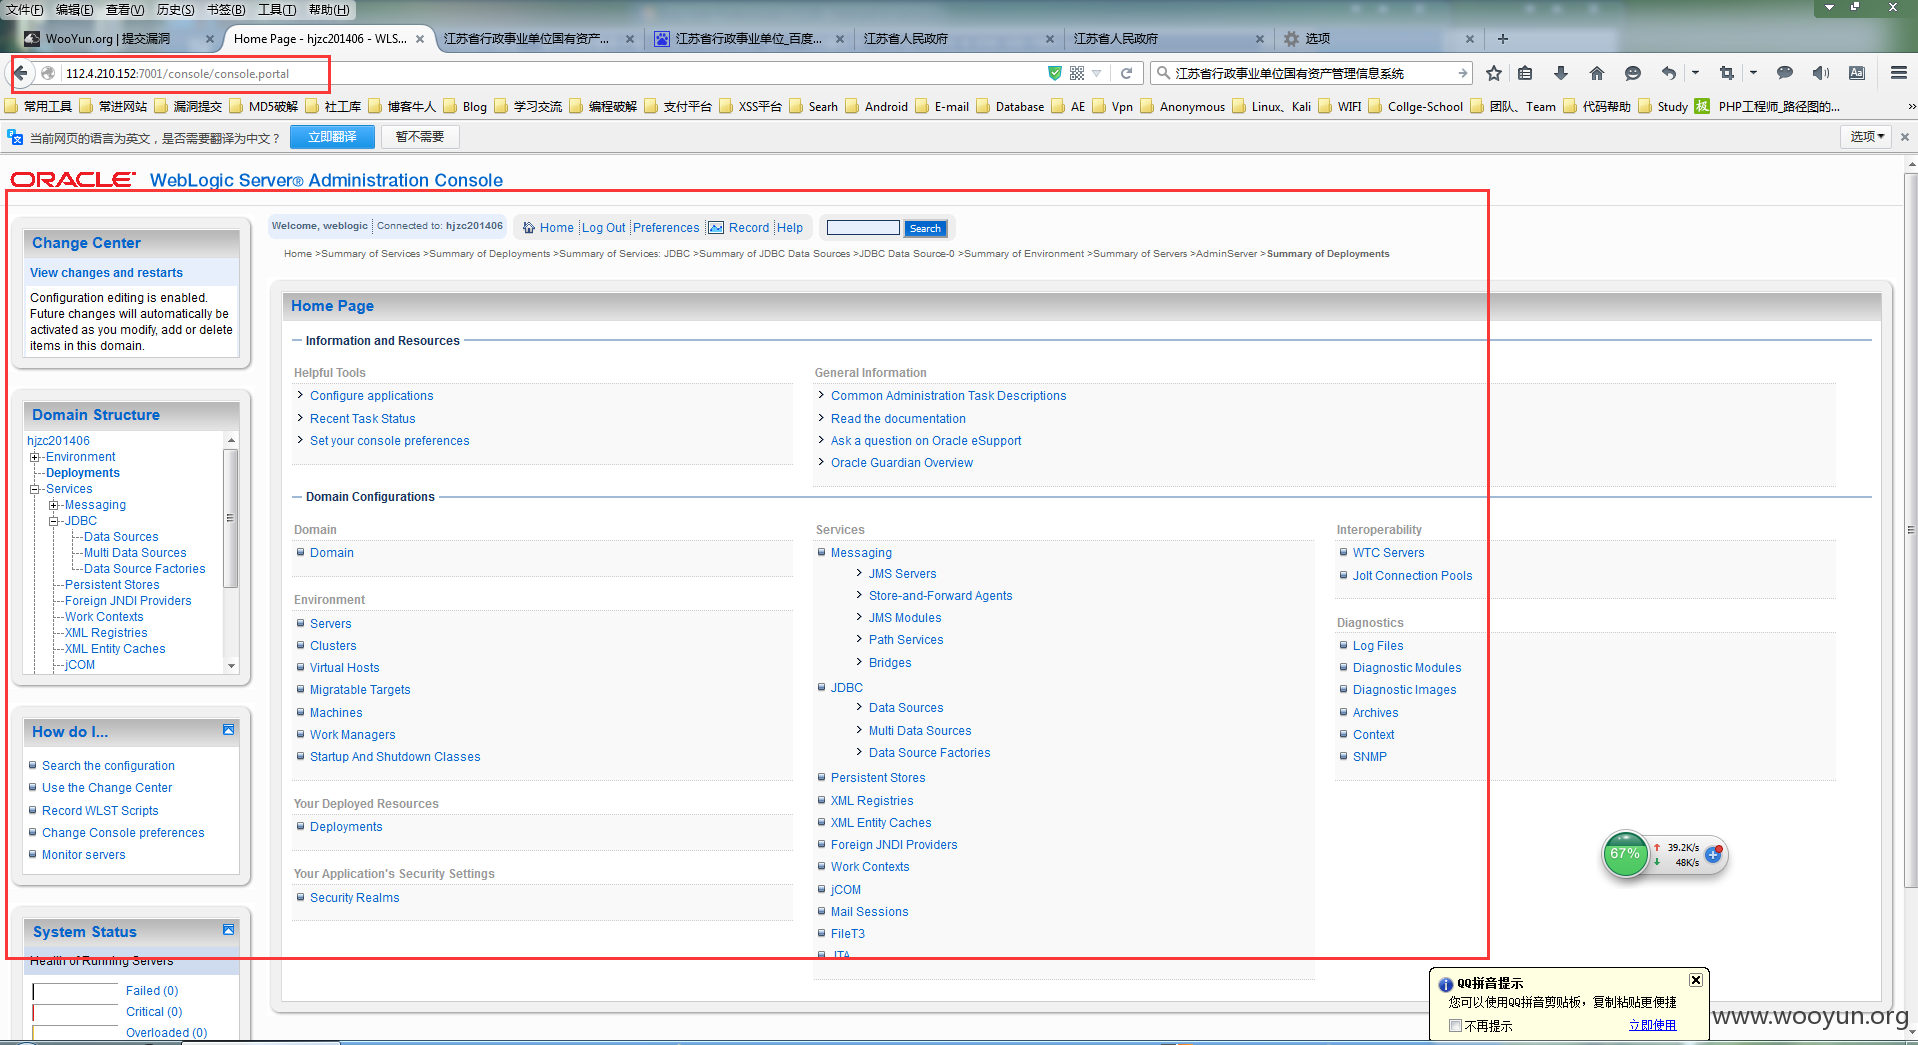 文件(F) 编辑(E) 查看(V) 历史(S) 书签(B) 工具(T) 帮助(H)
WooYun.org | 提交漏洞
Home Page - hjzc201406 - WLS...
江苏省行政事业单位国有资产...
江苏省行政事业单位_百度...
江苏省人民政府
江苏省人民政府
选项
112.4.210.152:7001/console/console.portal
江苏省行政事业单位国有资产管理信息系统
常用工具 常进网站 漏洞提交 MD5破解 社工库 博客牛人 Blog 学习交流 编程破解 支付平台 XSS平台 Searh Android E-mail Database AE Vpn Anonymous Linux、Kali WIFI Collge-School 团队、Team 代码帮助 Study 极 PHP工程师_路径图的... »
当前网页的语言为英文，是否需要翻译为中文？ 立即翻译 暂不需要 选项
ORACLE WebLogic Server® Administration Console
Change Center
View changes and restarts
Configuration editing is enabled.
Future changes will automatically be
activated as you modify, add or delete
items in this domain.
Domain Structure
hjzc201406
Environment
Deployments
Services
Messaging
JDBC
Data Sources
Multi Data Sources
Data Source Factories
Persistent Stores
Foreign JNDI Providers
Work Contexts
XML Registries
XML Entity Caches
jCOM
How do I...
Search the configuration
Use the Change Center
Record WLST Scripts
Change Console preferences
Monitor servers
System Status
Health of Running Servers
Failed (0)
Critical (0)
Overloaded (0)
Welcome, weblogic Connected to: hjzc201406 Home Log Out Preferences Record Help Search
Home >Summary of Services >Summary of Deployments >Summary of Services: JDBC >Summary of JDBC Data Sources >JDBC Data Source-0 >Summary of Environment >Summary of Servers >AdminServer >Summary of Deployments
Home Page
Information and Resources
Helpful Tools
Configure applications
Recent Task Status
Set your console preferences
General Information
Common Administration Task Descriptions
Read the documentation
Ask a question on Oracle eSupport
Oracle Guardian Overview
Domain Configurations
Domain
Domain
Environment
Servers
Clusters
Virtual Hosts
Migratable Targets
Machines
Work Managers
Startup And Shutdown Classes
Your Deployed Resources
Deployments
Your Application's Security Settings
Security Realms
Services
Messaging
JMS Servers
Store-and-Forward Agents
JMS Modules
Path Services
Bridges
JDBC
Data Sources
Multi Data Sources
Data Source Factories
Persistent Stores
XML Registries
XML Entity Caches
Foreign JNDI Providers
Work Contexts
jCOM
Mail Sessions
FileT3
JTA
Interoperability
WTC Servers
Jolt Connection Pools
Diagnostics
Log Files
Diagnostic Modules
Diagnostic Images
Archives
Context
SNMP
67%
39.2K/s
48K/s
QQ拼音提示
您可以使用QQ拼音剪贴板，复制粘贴更便捷
不再提示 立即使用
www.wooyun.org